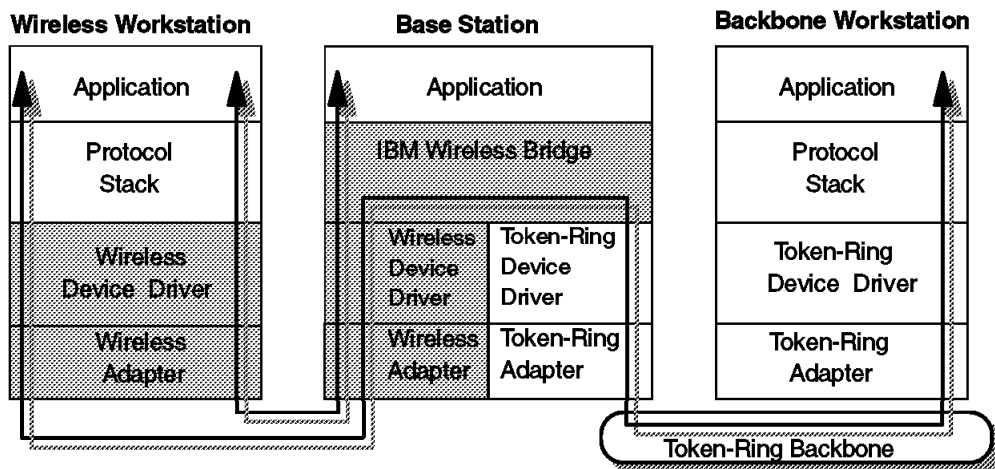 Wireless Workstation
Base Station
Backbone Workstation
Application
Application
Application
Protocol
Stack
IBM Wireless Bridge
Protocol
Stack
Wireless
Device Driver
Wireless
Device
Driver
Token-Ring
Device
Driver
Token-Ring
Device Driver
Wireless
Adapter
Wireless
Adapter
Token-Ring
Adapter
Token-Ring
Adapter
Token-Ring Backbone